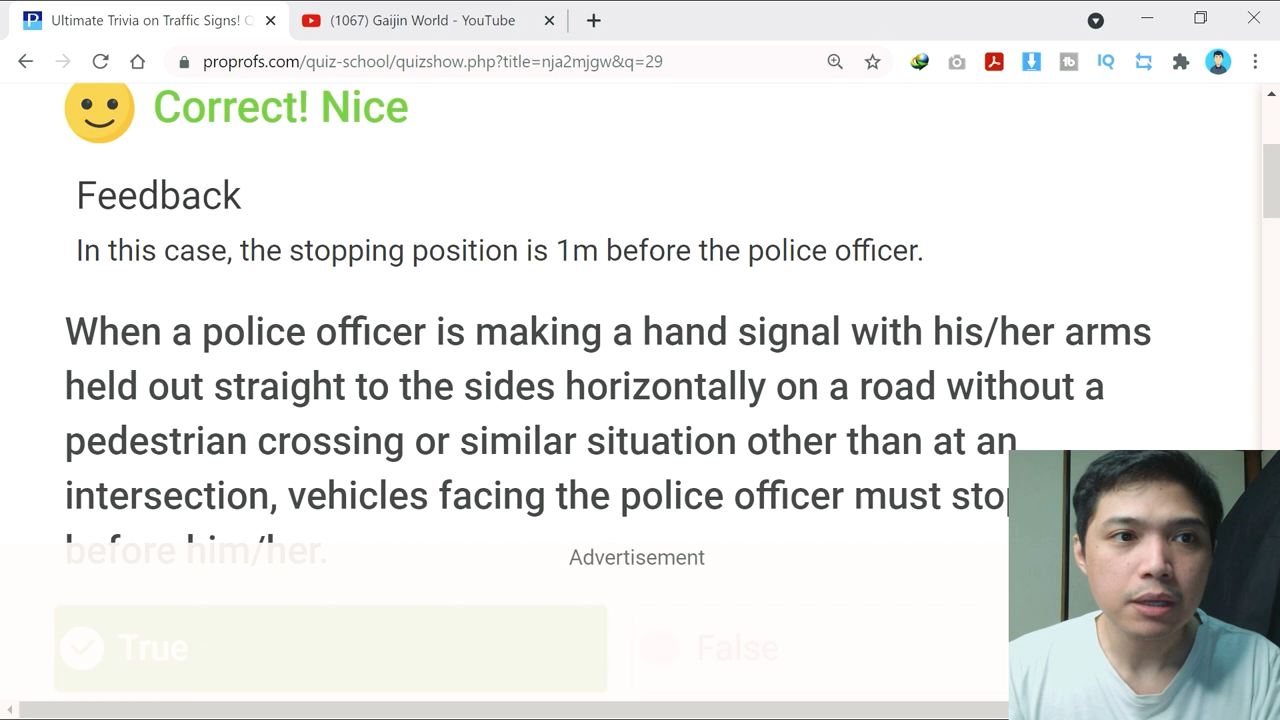 Ultimate Trivia on Traffic Signs!
(1067) Gaijin World - YouTube
proprofs.com/quiz-school/quizshow.php?title=nja2mjgw&q=29
IQ
Correct! Nice
Feedback
In this case, the stopping position is 1m before the police officer.
When a police officer is making a hand signal with his/her arms
held out straight to the sides horizontally on a road without a
pedestrian crossing or similar situation other than at an
intersection, vehicles facing the police officer must stop
before him/her.
Advertisement
True
False